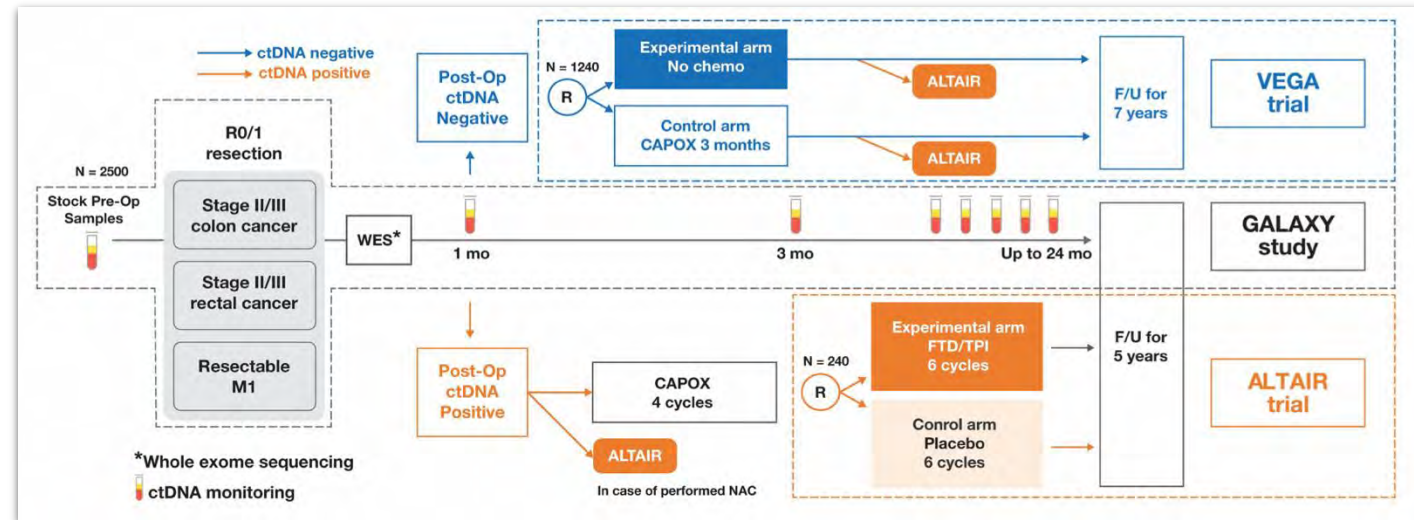 ctDNA negative
ctDNA positive
R0/1
resection
N = 2500
Stock Pre-Op
Samples
Stage II/III
colon cancer
Stage II/III
rectal cancer
Resectable
M1
WES*
*Whole exome sequencing
ctDNA monitoring
Post-Op
ctDNA
Negative
N = 1240
R
Experimental arm
No chemo
Control arm
CAPOX 3 months
ALTAIR
ALTAIR
F/U for
7 years
VEGA
trial
1 mo
3 mo
Up to 24 mo
GALAXY
study
Post-Op
ctDNA
Positive
CAPOX
4 cycles
ALTAIR
In case of performed NAC
N = 240
R
Experimental arm
FTD/TPI
6 cycles
Conrol arm
Placebo
6 cycles
F/U for
5 years
ALTAIR
trial